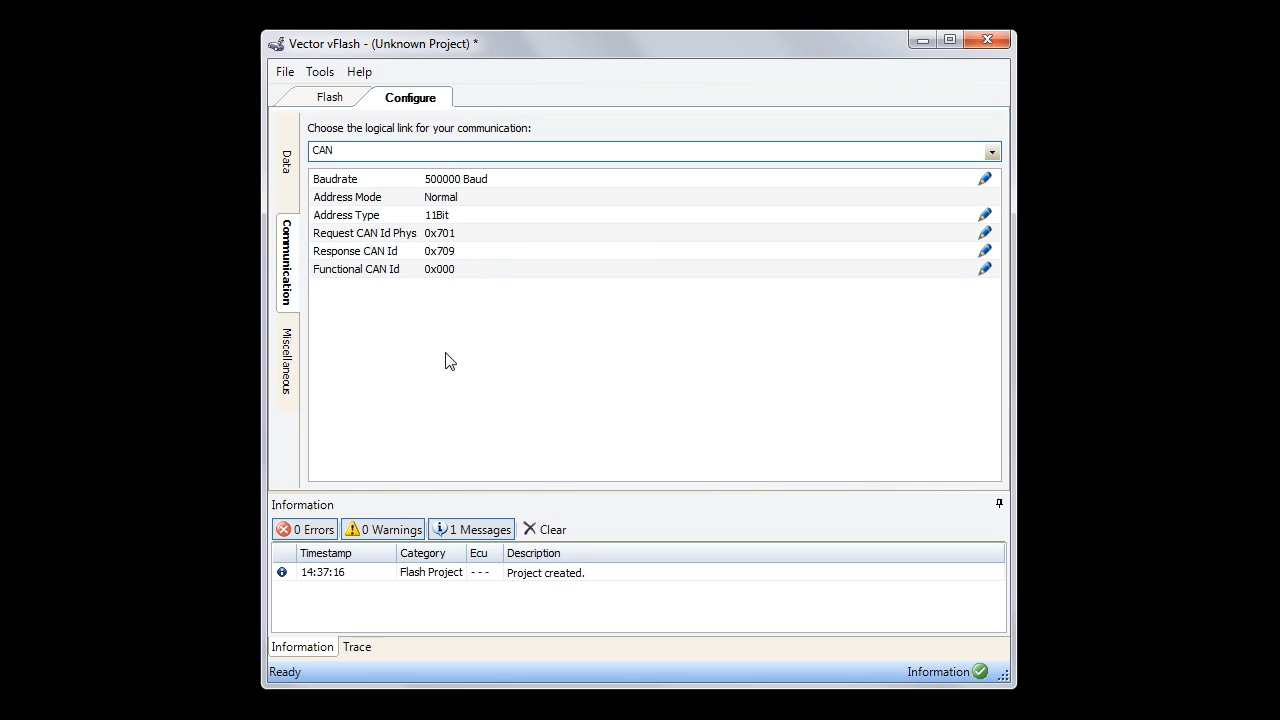 Vector vFlash - (Unknown Project) *
File Tools Help
Flash Configure
Data
Communication
Miscellaneous
Choose the logical link for your communication:
CAN
Baudrate 500000 Baud
Address Mode Normal
Address Type 11Bit
Request CAN Id Phys 0x701
Response CAN Id 0x709
Functional CAN Id 0x000
Information
0 Errors 0 Warnings 1 Messages Clear
Timestamp Category Ecu Description
14:37:16 Flash Project --- Project created.
Information Trace
Ready Information